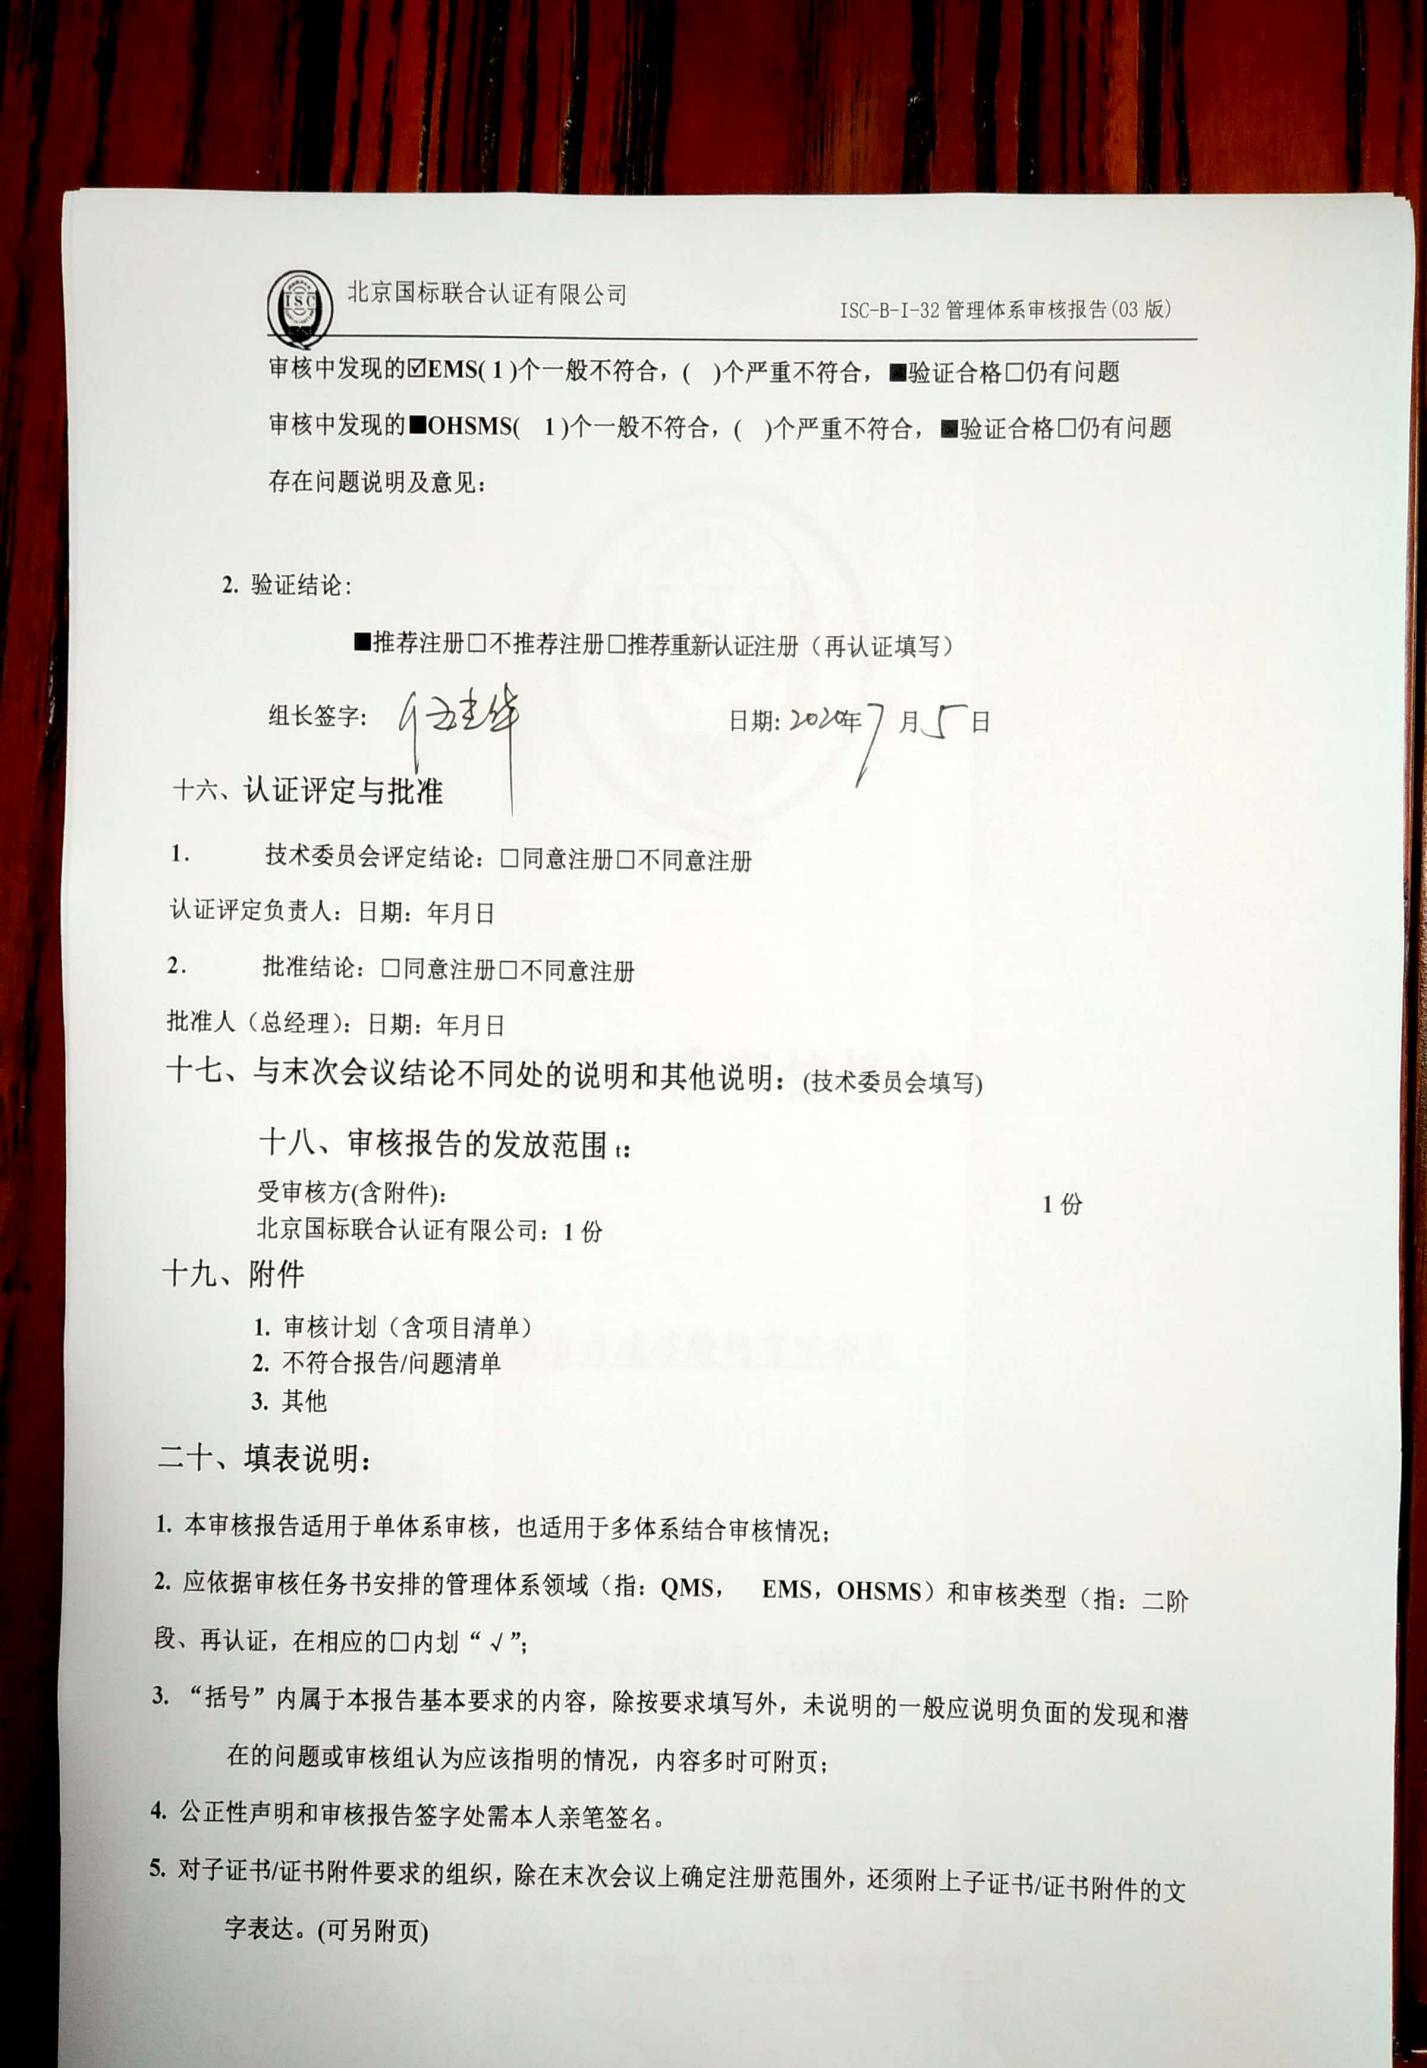 ISC
北京国标联合认证有限公司
ISC-B-I-32 管理体系审核报告(03 版)
审核中发现的☑EMS( 1 )个一般不符合，( )个严重不符合，■验证合格□仍有问题
审核中发现的■OHSMS( 1 )个一般不符合，( )个严重不符合，■验证合格□仍有问题
存在问题说明及意见：
2. 验证结论：
■推荐注册□不推荐注册□推荐重新认证注册（再认证填写）
组长签字: 伍建华 日期: 2020年7月5日
十六、认证评定与批准
1. 技术委员会评定结论：□同意注册□不同意注册
认证评定负责人：日期：年月日
2. 批准结论：□同意注册□不同意注册
批准人（总经理）：日期：年月日
十七、与末次会议结论不同处的说明和其他说明：(技术委员会填写)
十八、审核报告的发放范围 t：
受审核方(含附件)： 1 份
北京国标联合认证有限公司：1 份
十九、附件
1. 审核计划（含项目清单）
2. 不符合报告/问题清单
3. 其他
二十、填表说明：
1. 本审核报告适用于单体系审核，也适用于多体系结合审核情况；
2. 应依据审核任务书安排的管理体系领域（指：QMS， EMS，OHSMS）和审核类型（指：二阶
段、再认证，在相应的□内划“√”；
3. “括号”内属于本报告基本要求的内容，除按要求填写外，未说明的一般应说明负面的发现和潜
在的问题或审核组认为应该指明的情况，内容多时可附页；
4. 公正性声明和审核报告签字处需本人亲笔签名。
5. 对子证书/证书附件要求的组织，除在末次会议上确定注册范围外，还须附上子证书/证书附件的文
字表达。(可另附页)